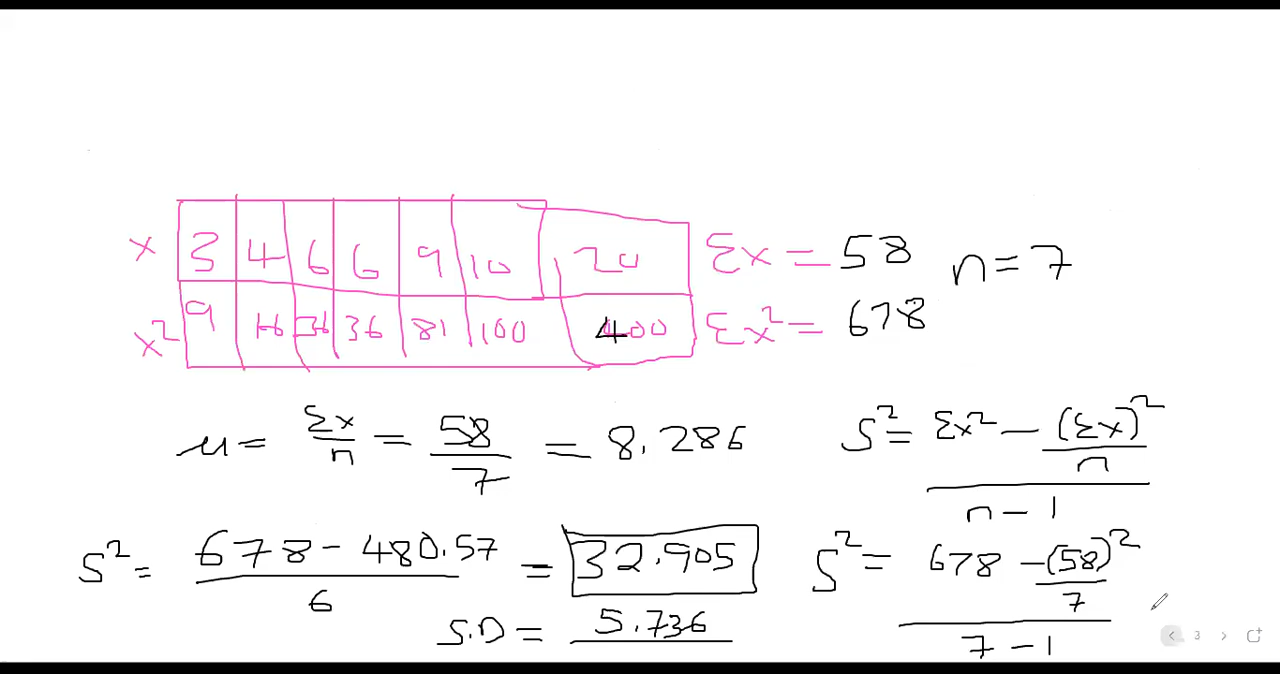 x 3 4 6 6 9 10 20 Σx = 58 n = 7
x² 9 16 36 36 81 100 400 Σx² = 678
μ = Σx/n = 58/7 = 8.286
S² = (Σx² - (Σx)²/n)/(n - 1)
S² = (678 - 480.57)/6 = 32.905
S² = (678 - (58)²/7)/(7 - 1)
S.D = 5.736
3